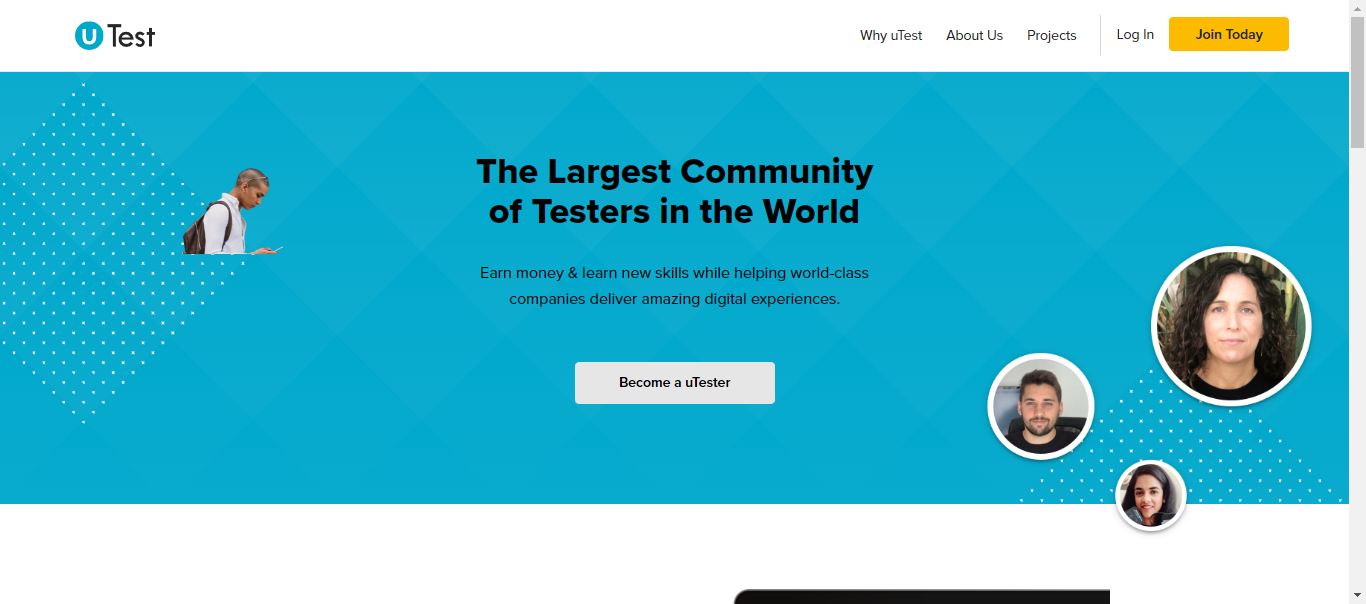 uTest
Why uTest
About Us
Projects
Log In
Join Today
The Largest Community
of Testers in the World
Earn money & learn new skills while helping world-class
companies deliver amazing digital experiences.
Become a uTester